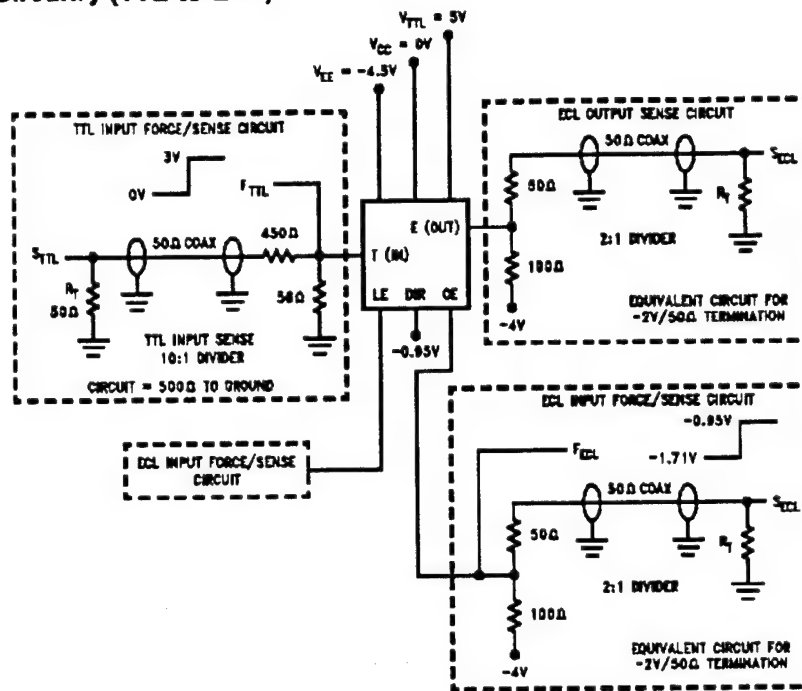 V_TTL = 5V
V_CC = 0V
V_EE = -4.5V
TTL INPUT FORCE/SENSE CIRCUIT
3V
0V
F_TTL
450Ω
S_TTL
50Ω COAX
R_T
50Ω
56Ω
TTL INPUT SENSE
10:1 DIVIDER
CIRCUIT = 500Ω TO GROUND
E (OUT)
T (IN)
LE DIR OE
-0.95V
ECL OUTPUT SENSE CIRCUIT
50Ω COAX
S_ECL
50Ω
R_T
2:1 DIVIDER
100Ω
-4V
EQUIVALENT CIRCUIT FOR
-2V/50Ω TERMINATION
ECL INPUT FORCE/SENSE
CIRCUIT
ECL INPUT FORCE/SENSE CIRCUIT
-0.95V
F_ECL
-1.71V
50Ω COAX
S_ECL
50Ω
R_T
2:1 DIVIDER
100Ω
-4V
EQUIVALENT CIRCUIT FOR
-2V/50Ω TERMINATION